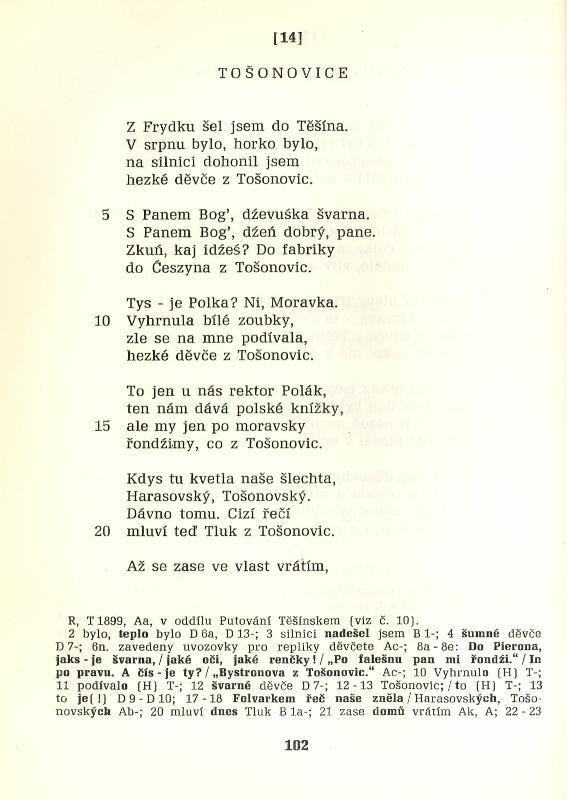 [14]
TOŠONOVICE
Z Frydku šel jsem do Těšína.
V srpnu bylo, horko bylo,
na silnici dohonil jsem
hezké děvče z Tošonovic.
5 S Panem Bog’, dźevuśka švarna.
S Panem Bog’, dźeń dobrý, pane.
Zkuń, kaj idźeś? Do fabriky
do Česzyna z Tošonovic.
Tys - je Polka? Ni, Moravka.
10 Vyhrnula bílé zoubky,
zle se na mne podívala,
hezké děvče z Tošonovic.
To jen u nás rektor Polák,
ten nám dává polské knížky,
15 ale my jen po moravsky
řondźimy, co z Tošonovic.
Kdys tu kvetla naše šlechta,
Harasovský, Tošonovský.
Dávno tomu. Cizí řečí
20 mluví teď Tluk z Tošonovic.
Až se zase ve vlast vrátím,
R, T 1899, Aa, v oddílu Putování Těšínskem (viz č. 10).
2 bylo, teplo bylo D 6a, D 13-; 3 silnici nadešel jsem B 1-; 4 šumné děvče
D 7-; 6n. zavedeny uvozovky pro repliky děvčete Ac-; 8a - 8e: Do Pierona,
jaks - je švarna, / jaké oči, jaké renčky! / „Po falešnu pan mi řondźi.“ / In
po pravu. A čís - je ty? / „Bystronova z Tošonovic.“ Ac-; 10 Vyhrnulo (H) T-;
11 podívalo (H) T-; 12 švarné děvče D 7-; 12 - 13 Tošonovic; / to (H) T-; 13
to je(!) D 9 - D 10; 17 - 18 Folvarkem řeč naše zněla / Harasovských, Tošo-
novských Ab-; 20 mluví dnes Tluk B 1a-; 21 zase domů vrátím Ak, A; 22 - 23
102